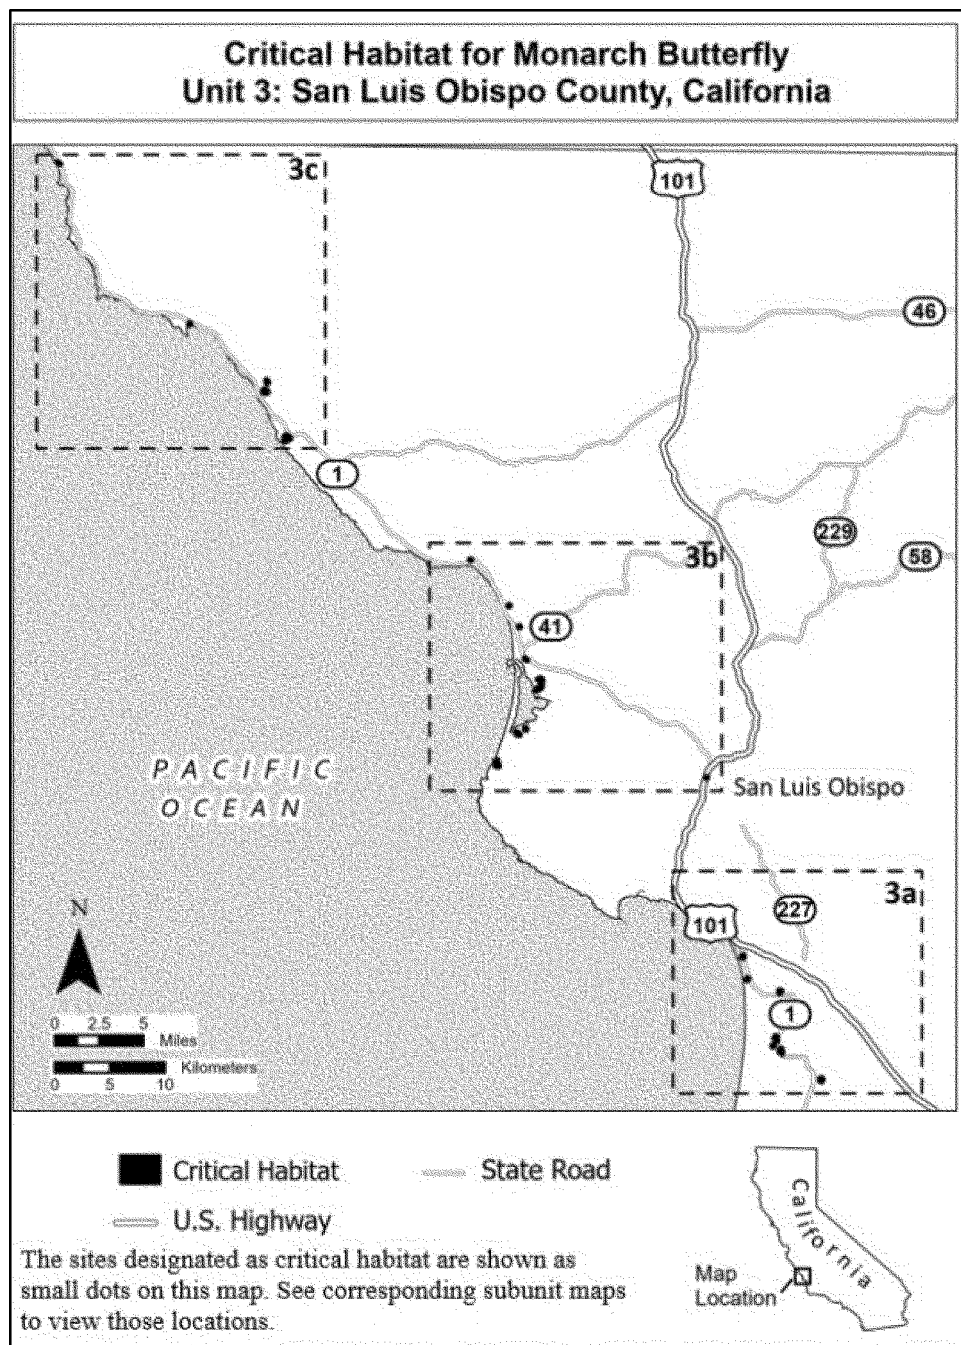 Critical Habitat for Monarch Butterfly
Unit 3: San Luis Obispo County, California
3c
101
46
1
229
58
3b
41
PACIFIC
OCEAN
San Luis Obispo
3a
227
101
1
N
0 2.5 5
Miles
Kilometers
0 5 10
Critical Habitat
State Road
U.S. Highway
The sites designated as critical habitat are shown as
small dots on this map. See corresponding subunit maps
to view those locations.
California
Map
Location